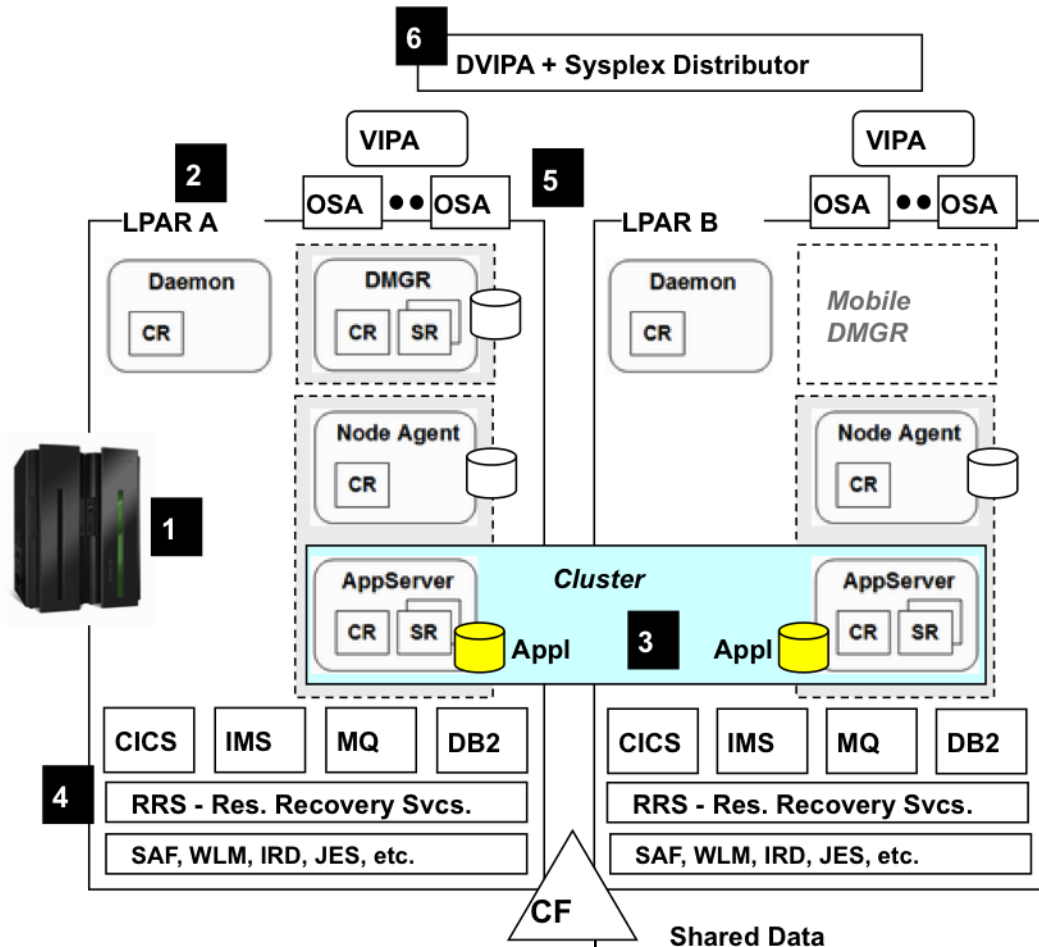 6
DVIPA + Sysplex Distributor
VIPA
VIPA
2
5
OSA
OSA
OSA
OSA
LPAR A
LPAR B
Daemon
CR
DMGR
CR
SR
Daemon
CR
Mobile
DMGR
Node Agent
CR
Node Agent
CR
1
AppServer
CR
SR
Appl
Cluster
3
Appl
AppServer
CR
SR
CICS
IMS
MQ
DB2
CICS
IMS
MQ
DB2
4
RRS - Res. Recovery Svcs.
RRS - Res. Recovery Svcs.
SAF, WLM, IRD, JES, etc.
SAF, WLM, IRD, JES, etc.
CF
Shared Data